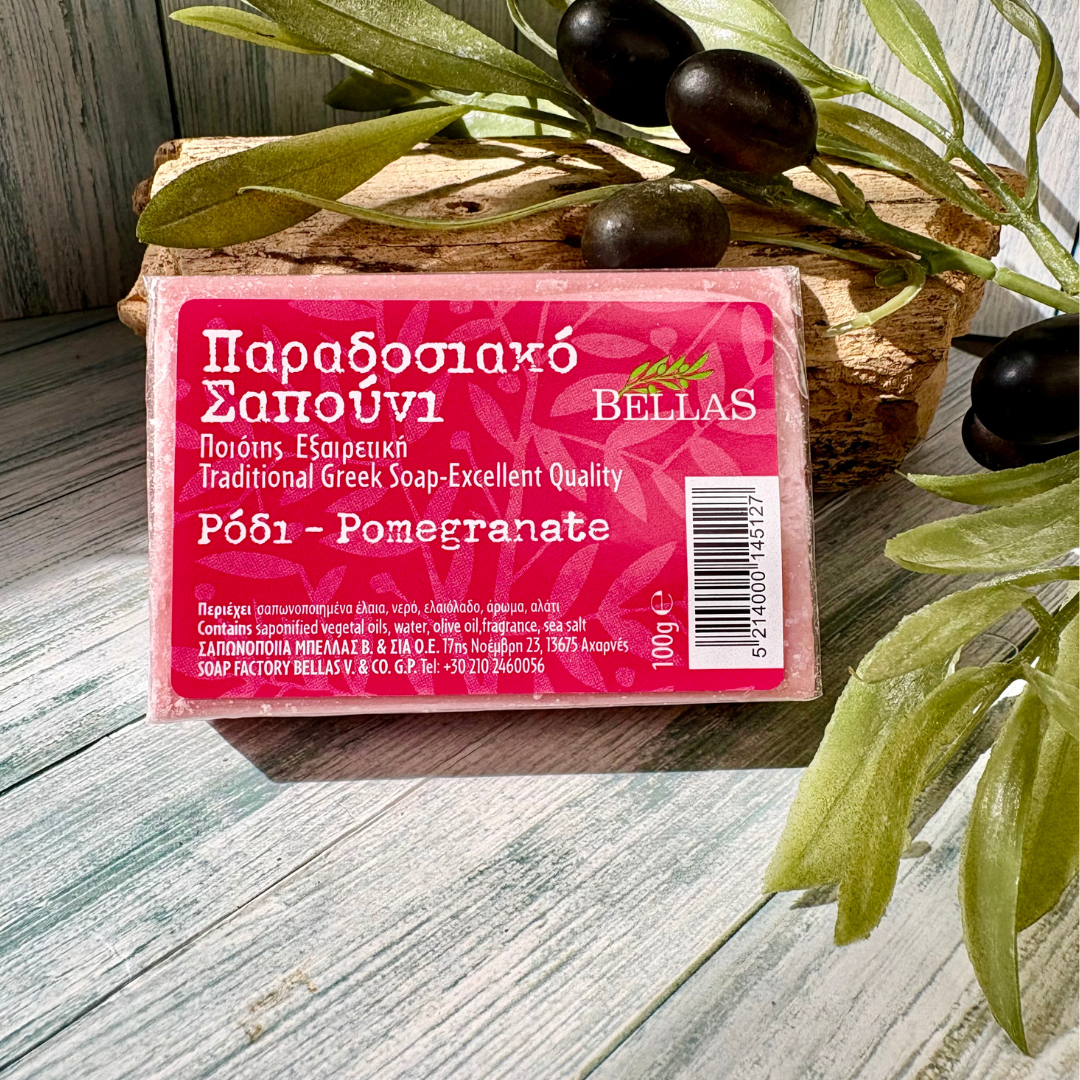 Παραδοσιακό
Σαπούνι
BELLAS
Ποιότης Εξαιρετική
Traditional Greek Soap-Excellent Quality
Ρόδι - Pomegranate
Περιέχει σαπωνοποιημένα έλαια, νερό, ελαιόλαδο, άρωμα, αλάτι
Contains saponified vegetal oils, water, olive oil,fragrance, sea salt
ΣΑΠΩΝΟΠΟΙΙΑ ΜΠΕΛΛΑΣ Β. & ΣΙΑ Ο.Ε. 17ης Νοέμβρη 23, 13675 Αχαρνές
SOAP FACTORY BELLAS V. & CO. G.P. Tel: +30 210 2460056
100g e
5 214000 145127